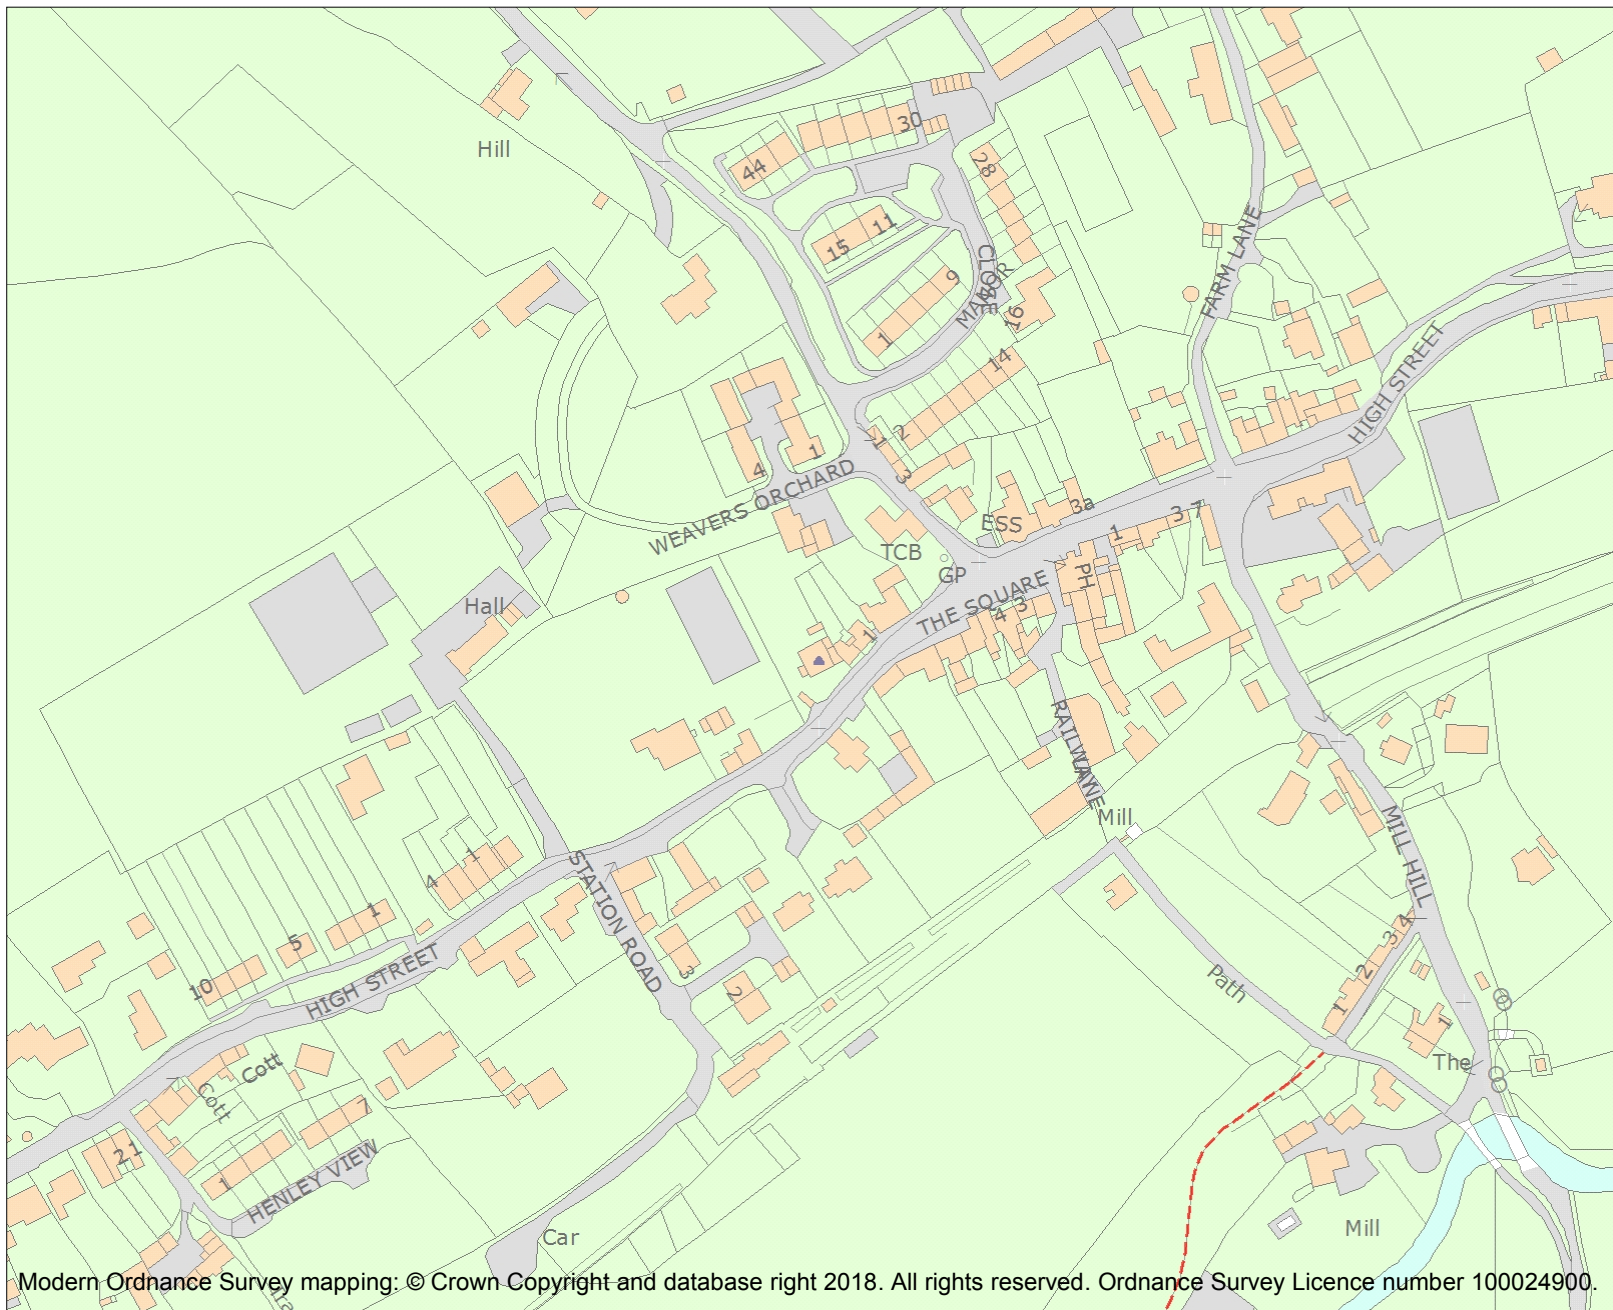 Hill
30
44
28
15
11
9
MANOR
CLOSE
16
1
14
FARM LANE
HIGH STREET
1
2
1
4
3
WEAVERS ORCHARD
3a
3
7
1
ESS
TCB
GP
PH
THE SQUARE
3
4
1
Hall
RAILWAY
LANE
Mill
MILL HILL
1
4
STATION ROAD
1
5
10
HIGH STREET
3
2
Path
4
3
2
1
1
The
Cott
Cott
7
2
1
1
HENLEY VIEW
Car
Mill
Modern Ordnance Survey mapping: © Crown Copyright and database right 2018. All rights reserved. Ordnance Survey Licence number 100024900.